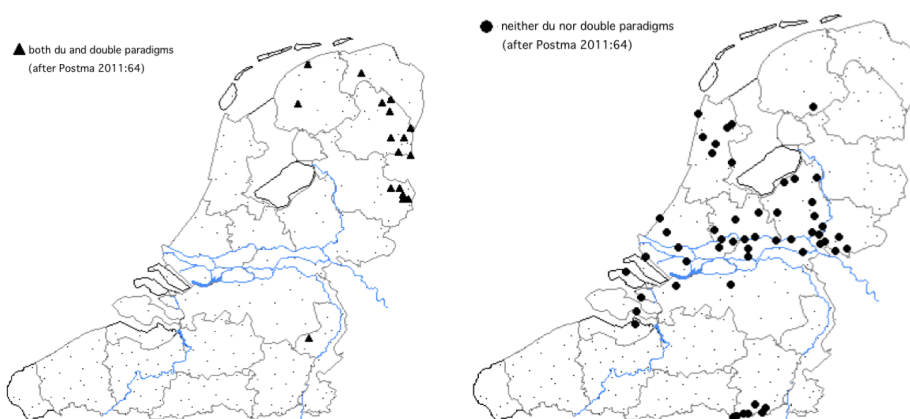 both du and double paradigms
(after Postma 2011:64)
neither du nor double paradigms
(after Postma 2011:64)